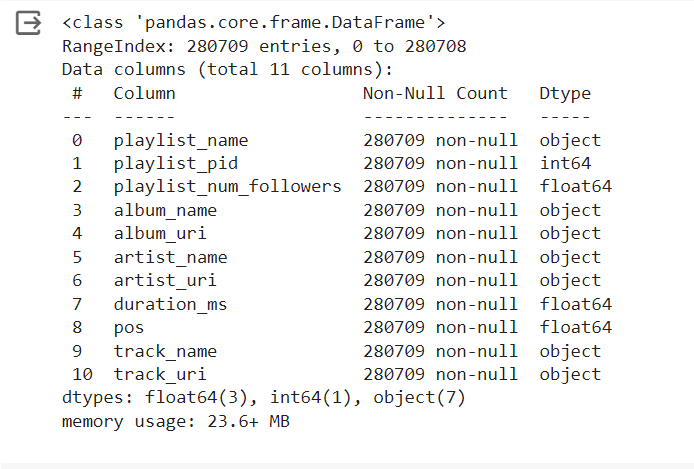 <class 'pandas.core.frame.DataFrame'>
RangeIndex: 280709 entries, 0 to 280708
Data columns (total 11 columns):
 #   Column                  Non-Null Count   Dtype
---  ------                  --------------   -----
 0   playlist_name           280709 non-null  object
 1   playlist_pid            280709 non-null  int64
 2   playlist_num_followers  280709 non-null  float64
 3   album_name              280709 non-null  object
 4   album_uri               280709 non-null  object
 5   artist_name             280709 non-null  object
 6   artist_uri              280709 non-null  object
 7   duration_ms             280709 non-null  float64
 8   pos                     280709 non-null  float64
 9   track_name              280709 non-null  object
 10  track_uri               280709 non-null  object
dtypes: float64(3), int64(1), object(7)
memory usage: 23.6+ MB